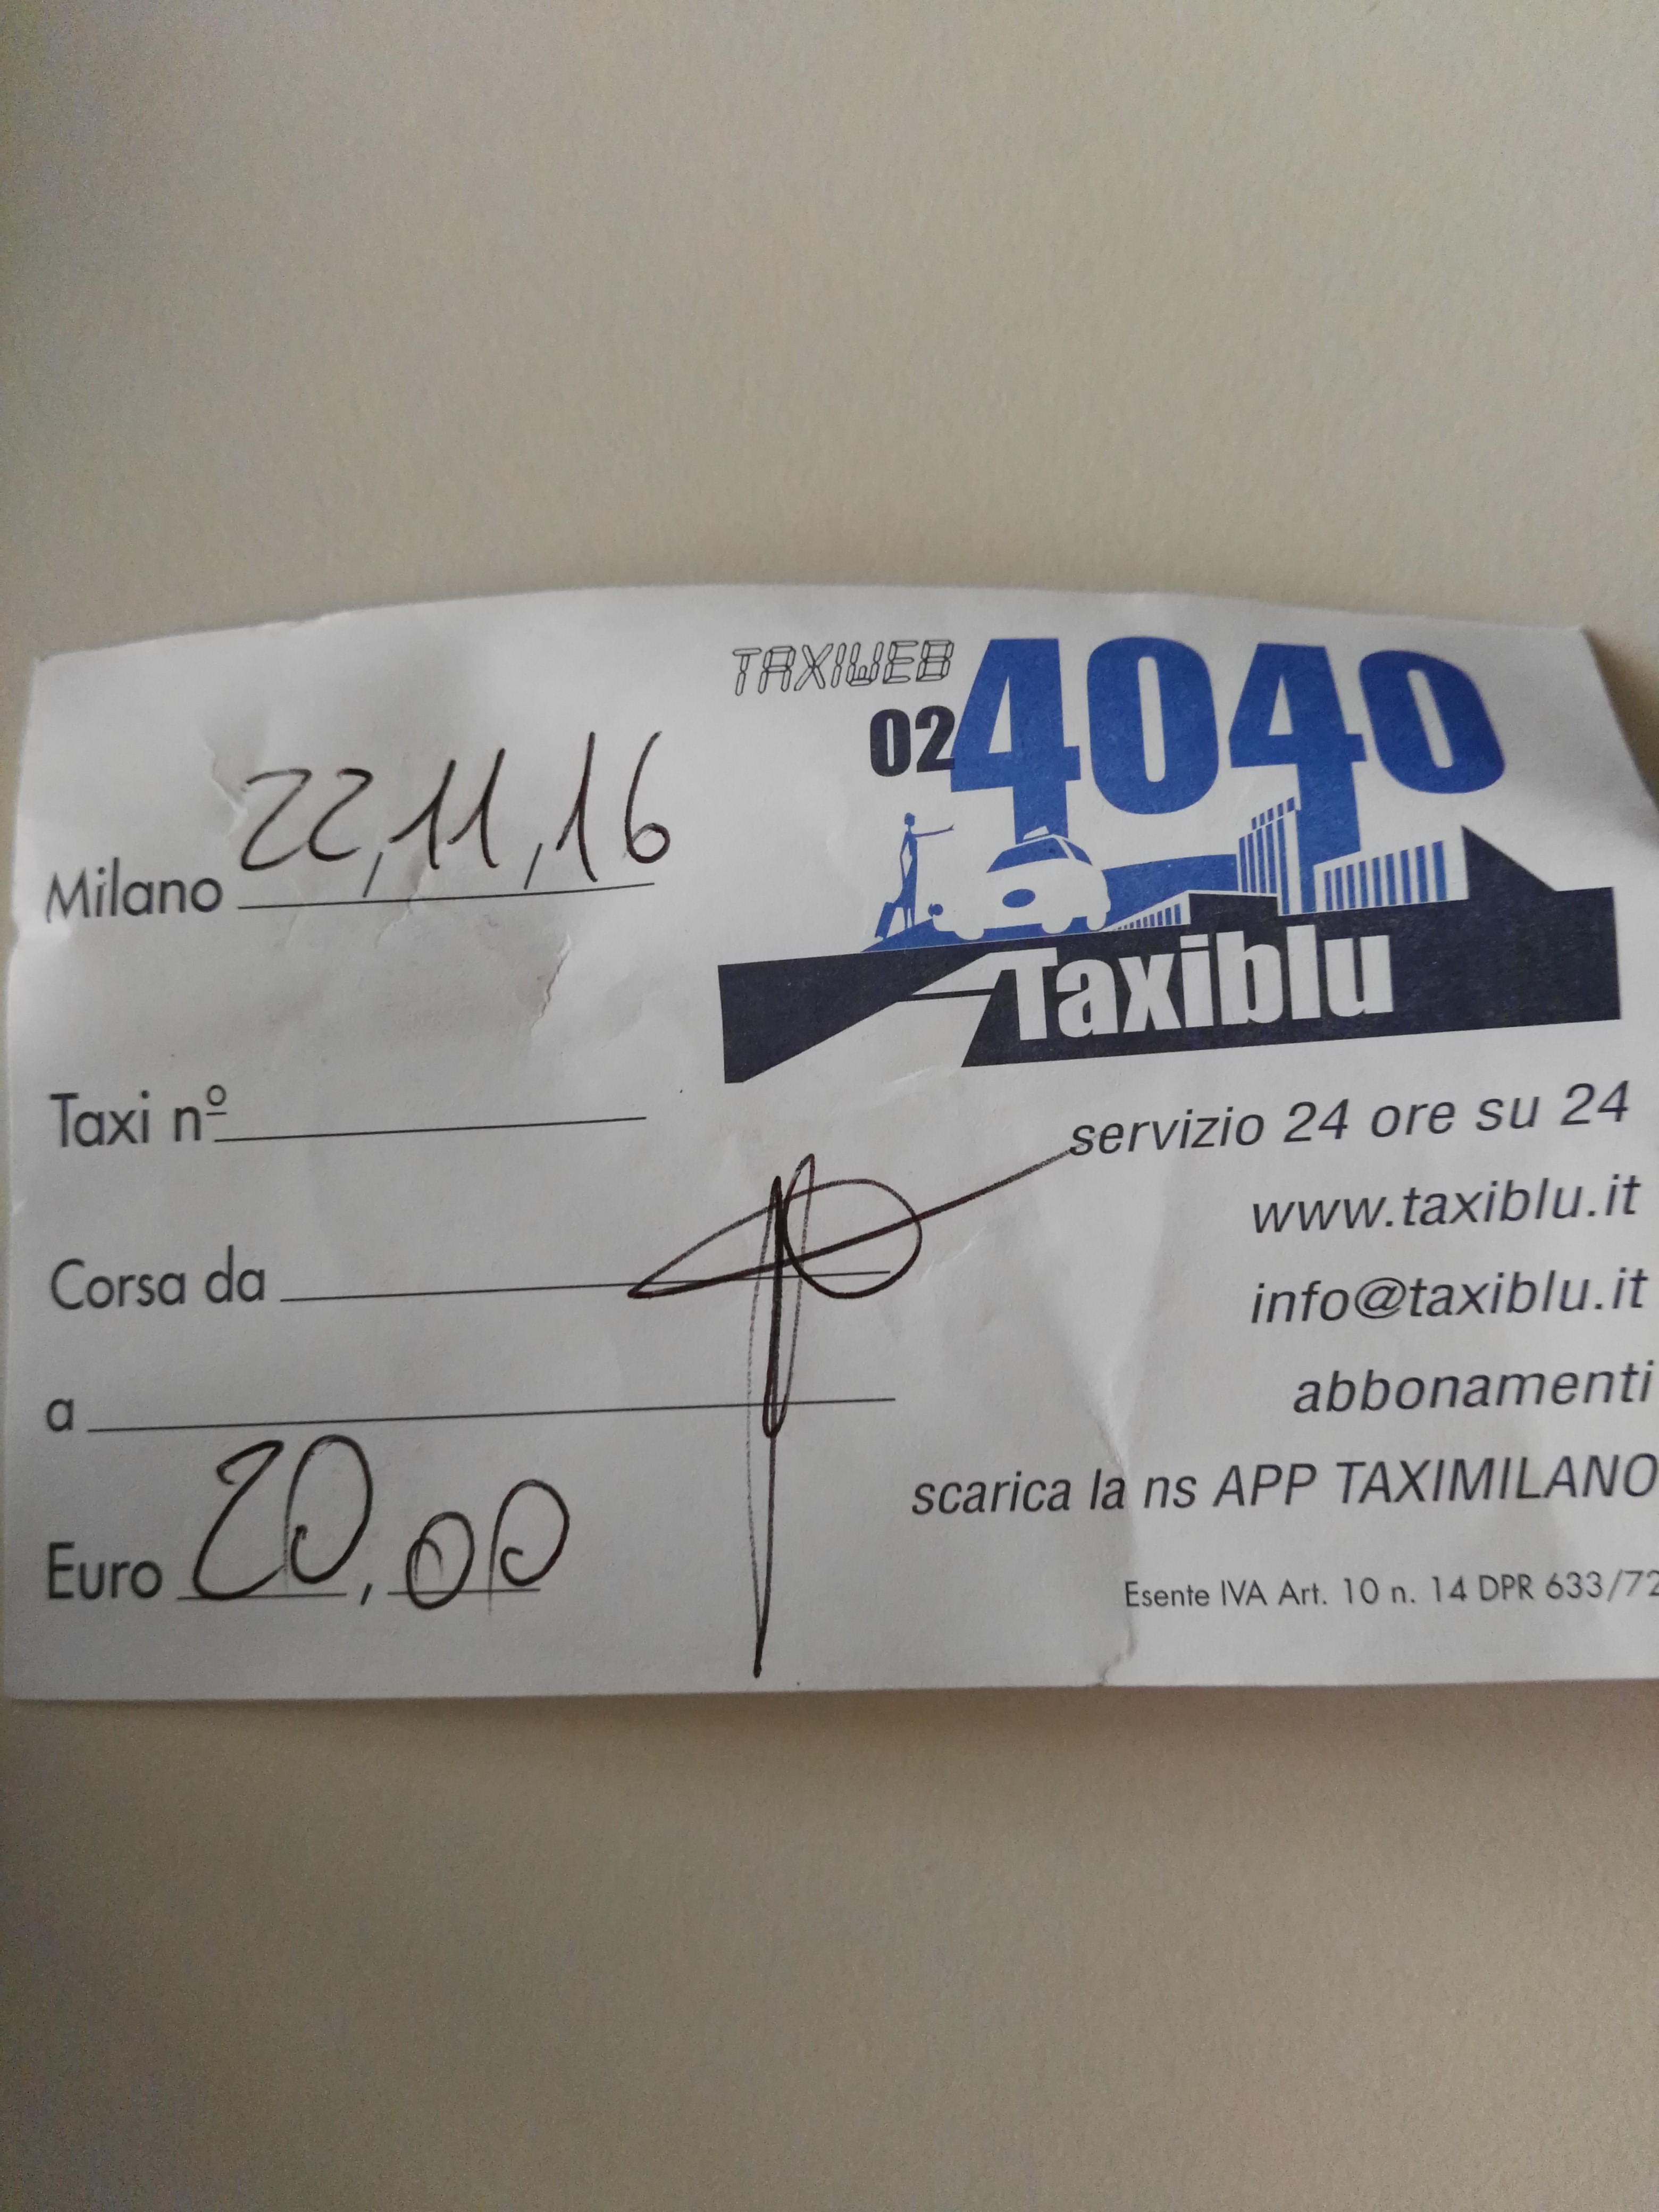 TAXIWEB
02 4040
Taxiblu
Milano 22,11,16
Taxi nº
Corsa da
a
Euro 20,00
servizio 24 ore su 24
www.taxiblu.it
info@taxiblu.it
abbonamenti
scarica la ns APP TAXIMILANO
Esente IVA Art. 10 n. 14 DPR 633/72